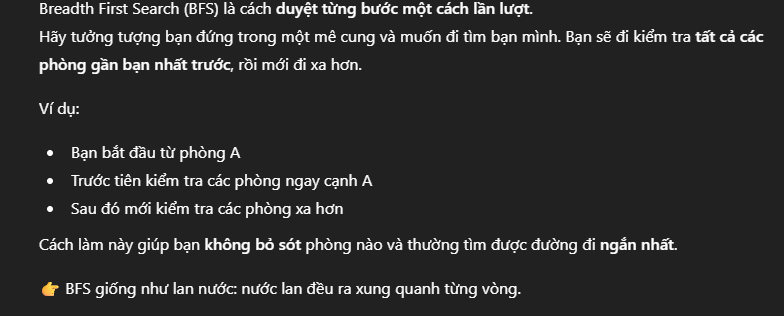 Breadth First Search (BFS) là cách duyệt từng bước một cách lần lượt.
Hãy tưởng tượng bạn đứng trong một mê cung và muốn đi tìm bạn mình. Bạn sẽ đi kiểm tra tất cả các
phòng gần bạn nhất trước, rồi mới đi xa hơn.
Ví dụ:
• Bạn bắt đầu từ phòng A
• Trước tiên kiểm tra các phòng ngay cạnh A
• Sau đó mới kiểm tra các phòng xa hơn
Cách làm này giúp bạn không bỏ sót phòng nào và thường tìm được đường đi ngắn nhất.
👉 BFS giống như lan nước: nước lan đều ra xung quanh từng vòng.